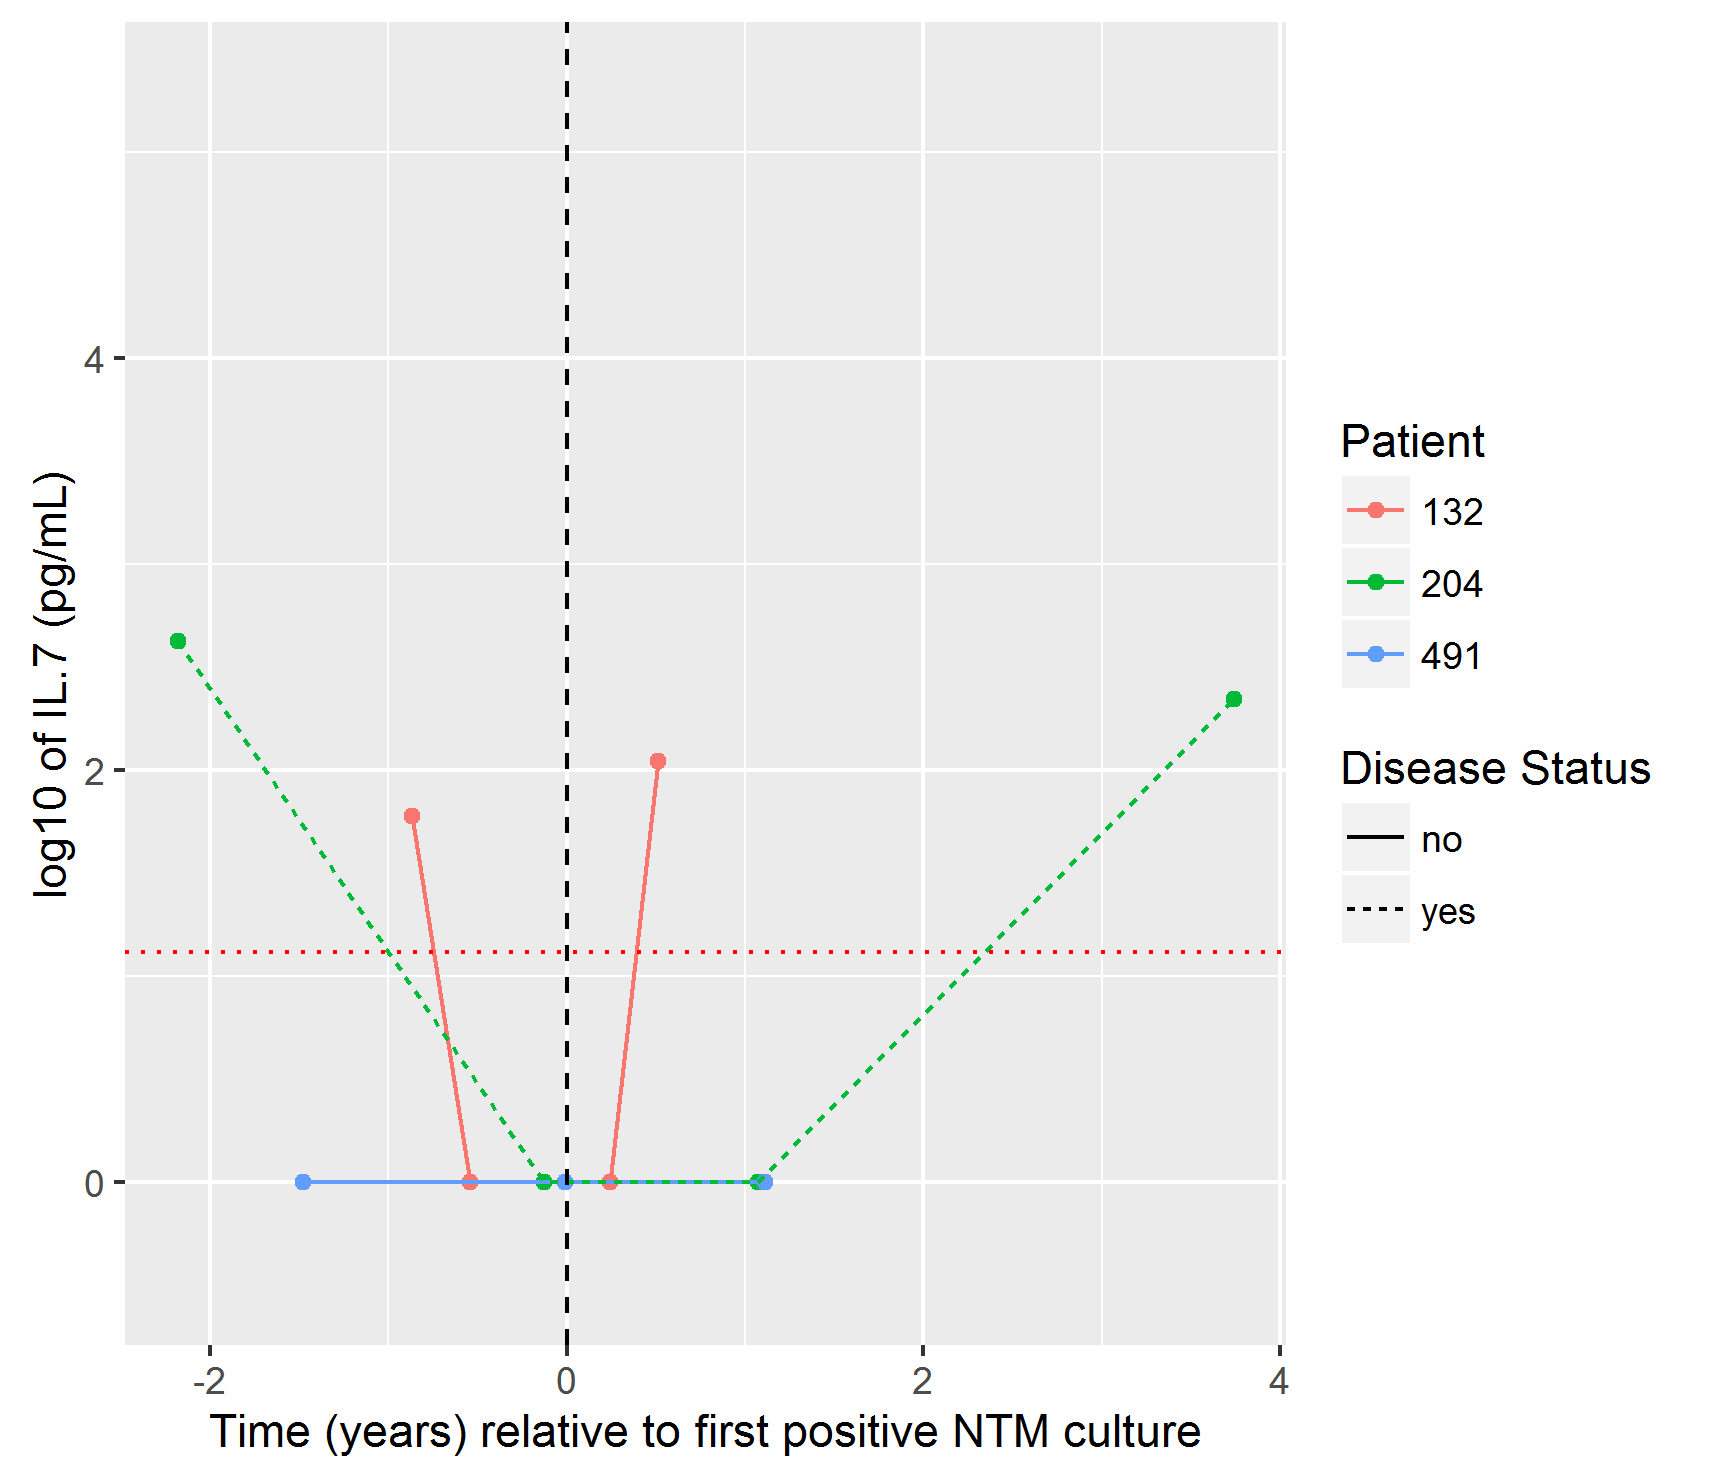 log10 of IL.7 (pg/mL)
4
2
0
-2
0
2
4
Time (years) relative to first positive NTM culture
Patient
132
204
491
Disease Status
no
yes